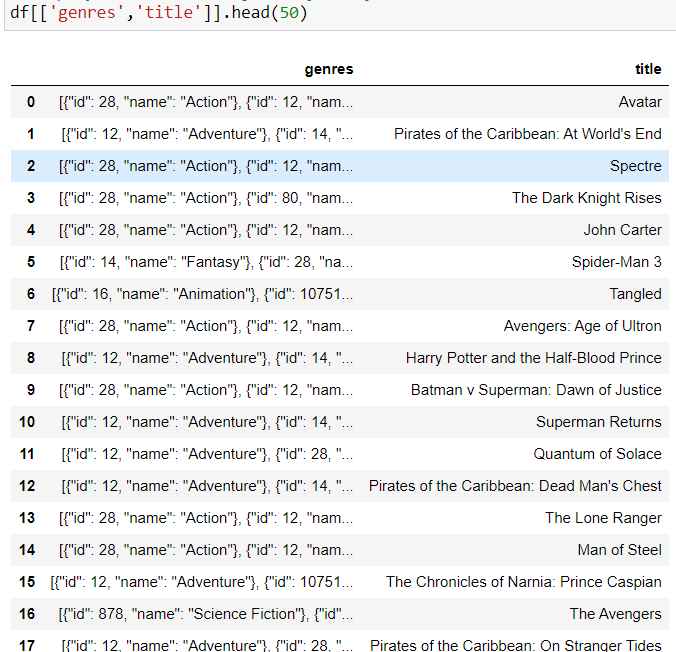 df[['genres','title']].head(50)
genres title
0 [{"id": 28, "name": "Action"}, {"id": 12, "nam... Avatar
1 [{"id": 12, "name": "Adventure"}, {"id": 14, "... Pirates of the Caribbean: At World's End
2 [{"id": 28, "name": "Action"}, {"id": 12, "nam... Spectre
3 [{"id": 28, "name": "Action"}, {"id": 80, "nam... The Dark Knight Rises
4 [{"id": 28, "name": "Action"}, {"id": 12, "nam... John Carter
5 [{"id": 14, "name": "Fantasy"}, {"id": 28, "na... Spider-Man 3
6 [{"id": 16, "name": "Animation"}, {"id": 10751... Tangled
7 [{"id": 28, "name": "Action"}, {"id": 12, "nam... Avengers: Age of Ultron
8 [{"id": 12, "name": "Adventure"}, {"id": 14, "... Harry Potter and the Half-Blood Prince
9 [{"id": 28, "name": "Action"}, {"id": 12, "nam... Batman v Superman: Dawn of Justice
10 [{"id": 12, "name": "Adventure"}, {"id": 14, "... Superman Returns
11 [{"id": 12, "name": "Adventure"}, {"id": 28, "... Quantum of Solace
12 [{"id": 12, "name": "Adventure"}, {"id": 14, "... Pirates of the Caribbean: Dead Man's Chest
13 [{"id": 28, "name": "Action"}, {"id": 12, "nam... The Lone Ranger
14 [{"id": 28, "name": "Action"}, {"id": 12, "nam... Man of Steel
15 [{"id": 12, "name": "Adventure"}, {"id": 10751... The Chronicles of Narnia: Prince Caspian
16 [{"id": 878, "name": "Science Fiction"}, {"id"... The Avengers
17 [{"id": 12, "name": "Adventure"}, {"id": 28, "... Pirates of the Caribbean: On Stranger Tides